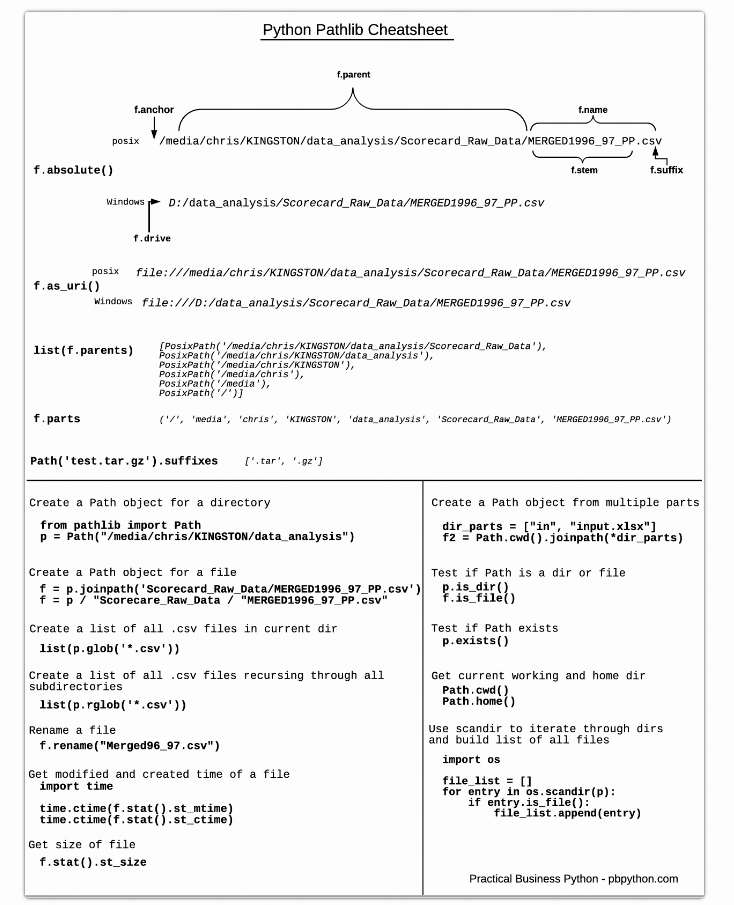 Python Pathlib Cheatsheet
f.parent
f.anchor
f.name
posix /media/chris/KINGSTON/data_analysis/Scorecard_Raw_Data/MERGED1996_97_PP.csv
f.absolute()
f.stem
f.suffix
Windows D:/data_analysis/Scorecard_Raw_Data/MERGED1996_97_PP.csv
f.drive
posix file:///media/chris/KINGSTON/data_analysis/Scorecard_Raw_Data/MERGED1996_97_PP.csv
f.as_uri()
Windows file:///D:/data_analysis/Scorecard_Raw_Data/MERGED1996_97_PP.csv
list(f.parents)
[PosixPath('/media/chris/KINGSTON/data_analysis/Scorecard_Raw_Data'),
PosixPath('/media/chris/KINGSTON/data_analysis'),
PosixPath('/media/chris/KINGSTON'),
PosixPath('/media/chris'),
PosixPath('/media'),
PosixPath('/')]
f.parts ('/', 'media', 'chris', 'KINGSTON', 'data_analysis', 'Scorecard_Raw_Data', 'MERGED1996_97_PP.csv')
Path('test.tar.gz').suffixes ['.tar', '.gz']
Create a Path object for a directory
from pathlib import Path
p = Path("/media/chris/KINGSTON/data_analysis")
Create a Path object for a file
f = p.joinpath('Scorecard_Raw_Data/MERGED1996_97_PP.csv')
f = p / "Scorecare_Raw_Data / "MERGED1996_97_PP.csv"
Create a list of all .csv files in current dir
list(p.glob('*.csv'))
Create a list of all .csv files recursing through all
subdirectories
list(p.rglob('*.csv'))
Rename a file
f.rename("Merged96_97.csv")
Get modified and created time of a file
import time
time.ctime(f.stat().st_mtime)
time.ctime(f.stat().st_ctime)
Get size of file
f.stat().st_size
Create a Path object from multiple parts
dir_parts = ["in", "input.xlsx"]
f2 = Path.cwd().joinpath(*dir_parts)
Test if Path is a dir or file
p.is_dir()
f.is_file()
Test if Path exists
p.exists()
Get current working and home dir
Path.cwd()
Path.home()
Use scandir to iterate through dirs
and build list of all files
import os
file_list = []
for entry in os.scandir(p):
if entry.is_file():
file_list.append(entry)
Practical Business Python - pbpython.com